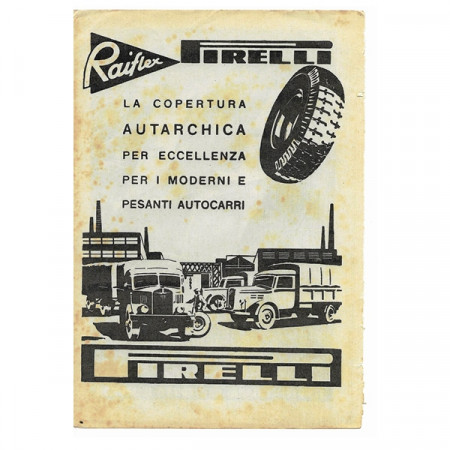 Raiflex PIRELLI
LA COPERTURA
AUTARCHICA
PER ECCELLENZA
PER I MODERNI E
PESANTI AUTOCARRI
PIRELLI